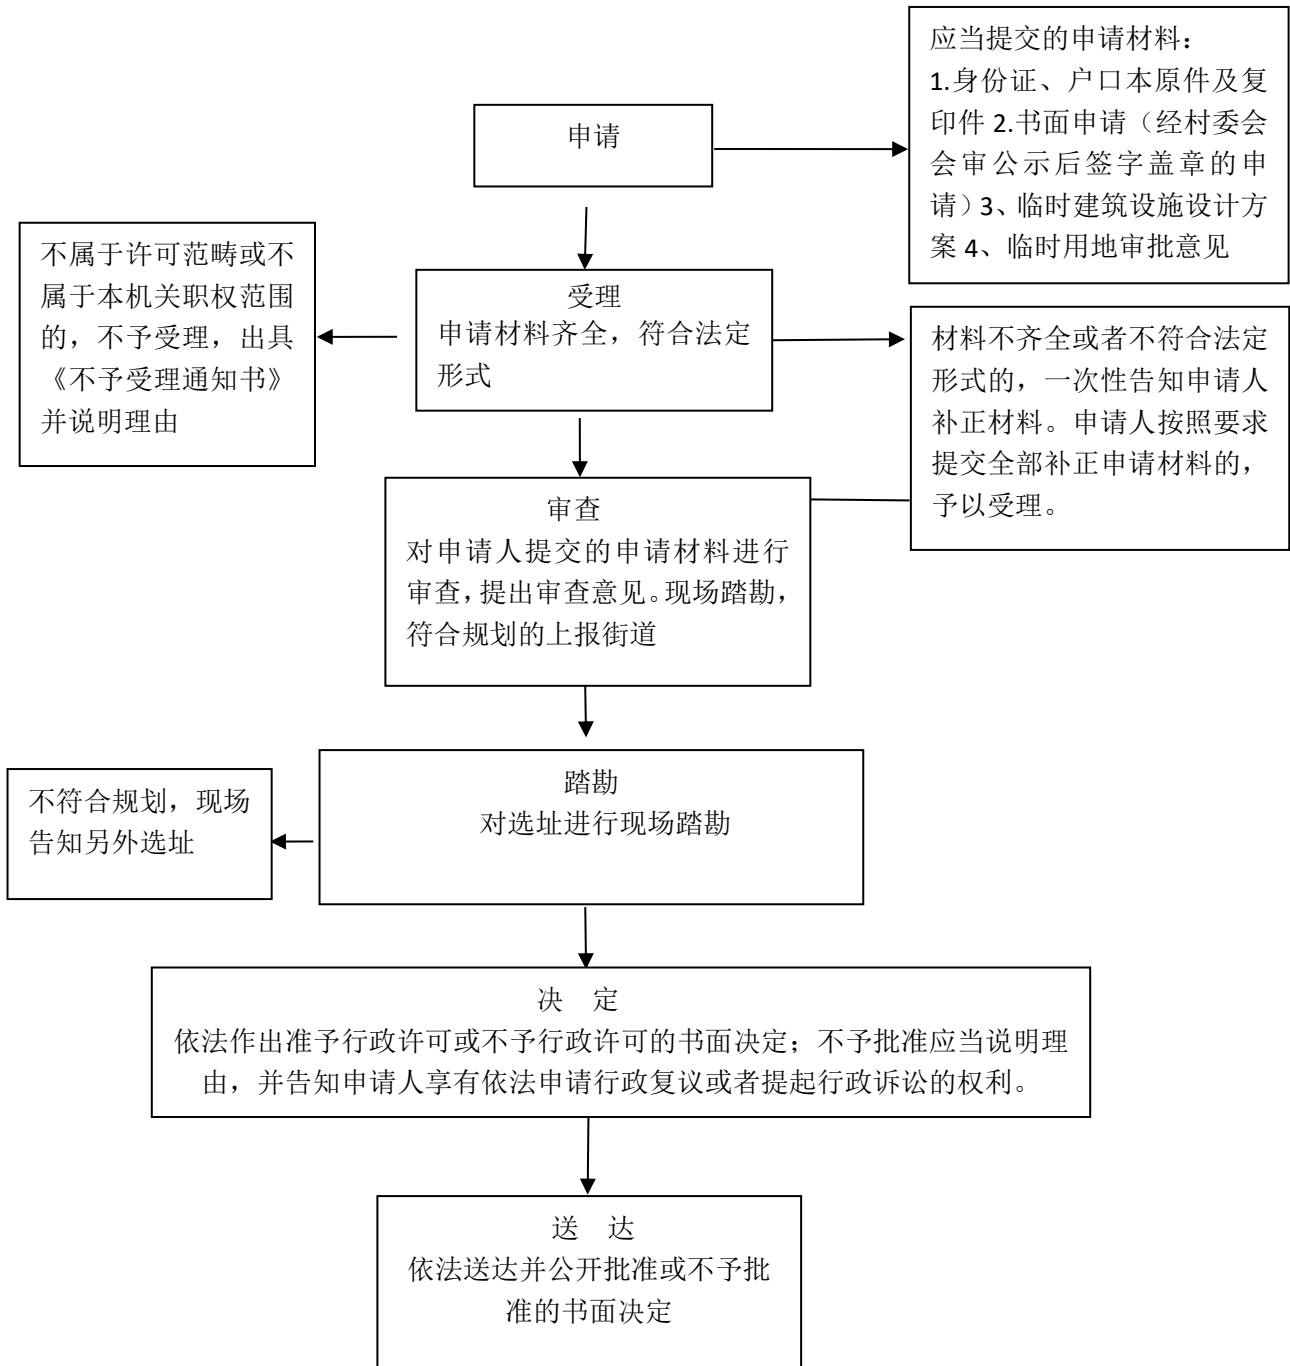 应当提交的申请材料：
1.身份证、户口本原件及复
印件 2.书面申请（经村委会
会审公示后签字盖章的申
请）3、临时建筑设施设计方
案 4、临时用地审批意见
申请
不属于许可范畴或不
属于本机关职权范围
的，不予受理，出具
《不予受理通知书》
并说明理由
受理
申请材料齐全，符合法定
形式
材料不齐全或者不符合法定
形式的，一次性告知申请人
补正材料。申请人按照要求
提交全部补正申请材料的，
予以受理。
审查
对申请人提交的申请材料进行
审查，提出审查意见。现场踏勘，
符合规划的上报街道
踏勘
对选址进行现场踏勘
不符合规划，现场
告知另外选址
决 定
依法作出准予行政许可或不予行政许可的书面决定；不予批准应当说明理
由，并告知申请人享有依法申请行政复议或者提起行政诉讼的权利。
送 达
依法送达并公开批准或不予批
准的书面决定